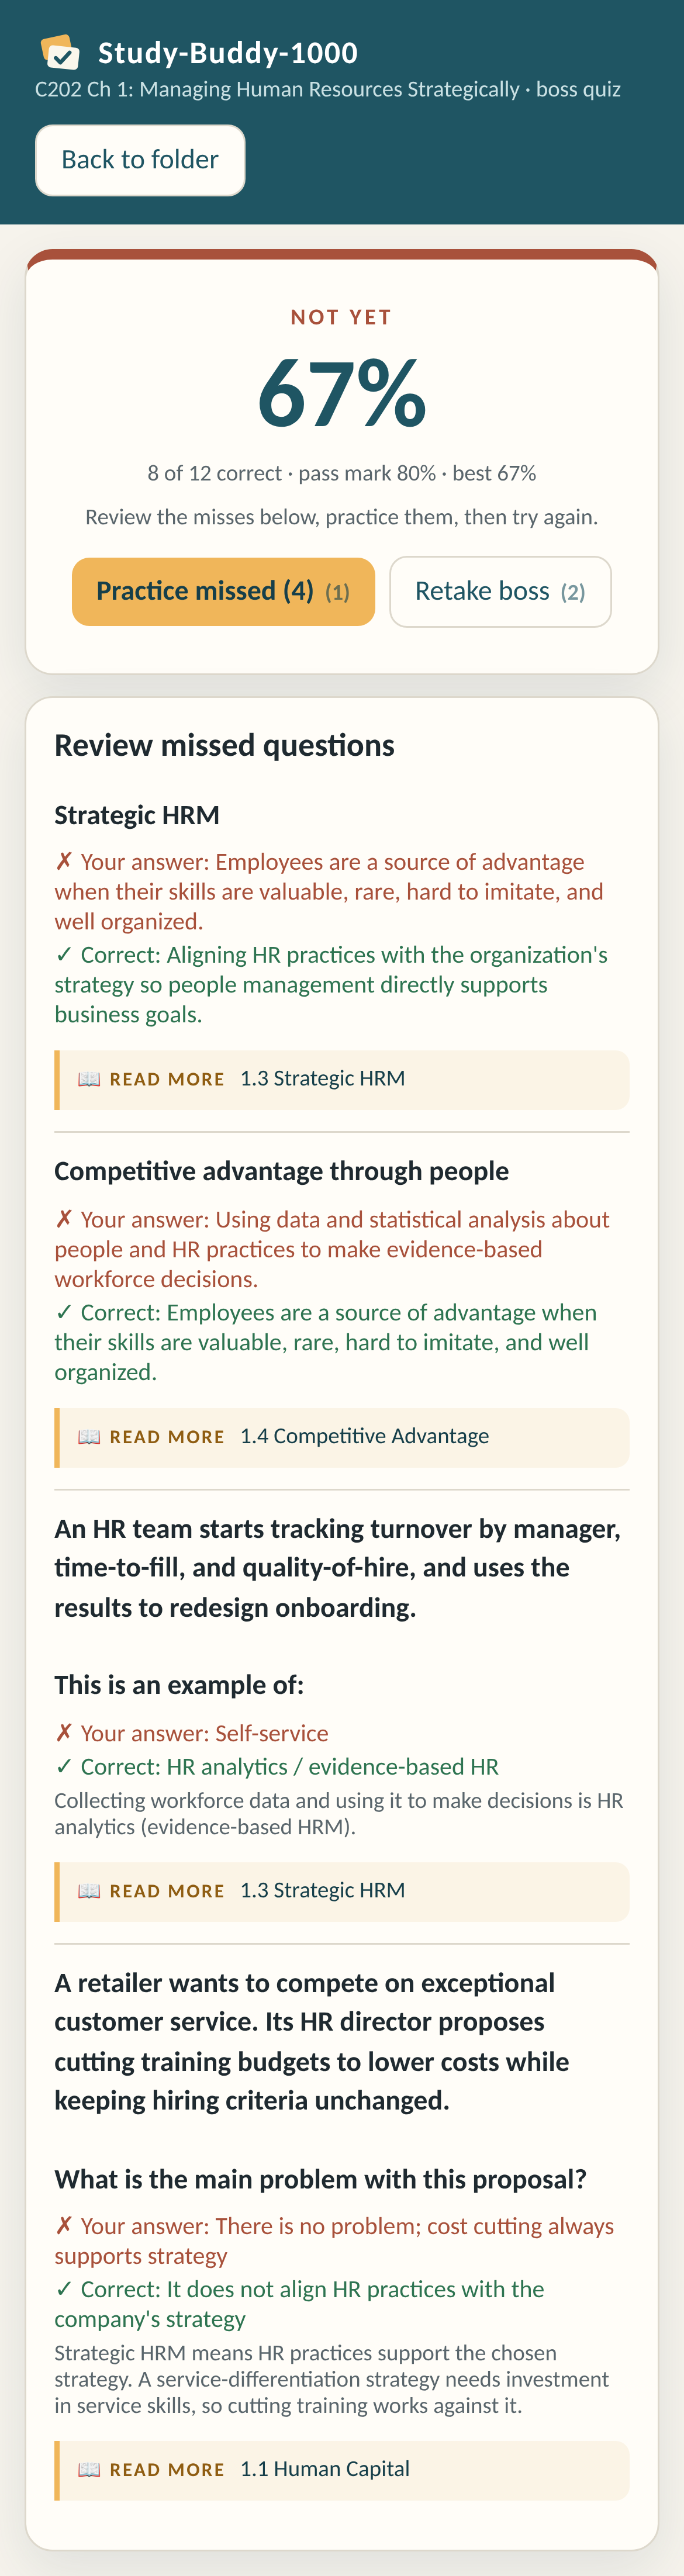 Study-Buddy-1000
C202 Ch 1: Managing Human Resources Strategically · boss quiz
Back to folder
NOT YET
67%
8 of 12 correct · pass mark 80% · best 67%
Review the misses below, practice them, then try again.
Practice missed (4) (1)
Retake boss (2)
Review missed questions
Strategic HRM
✗ Your answer: Employees are a source of advantage
when their skills are valuable, rare, hard to imitate, and
well organized.
✓ Correct: Aligning HR practices with the organization's
strategy so people management directly supports
business goals.
📖 READ MORE 1.3 Strategic HRM
Competitive advantage through people
✗ Your answer: Using data and statistical analysis about
people and HR practices to make evidence-based
workforce decisions.
✓ Correct: Employees are a source of advantage when
their skills are valuable, rare, hard to imitate, and well
organized.
📖 READ MORE 1.4 Competitive Advantage
An HR team starts tracking turnover by manager,
time-to-fill, and quality-of-hire, and uses the
results to redesign onboarding.
This is an example of:
✗ Your answer: Self-service
✓ Correct: HR analytics / evidence-based HR
Collecting workforce data and using it to make decisions is HR
analytics (evidence-based HRM).
📖 READ MORE 1.3 Strategic HRM
A retailer wants to compete on exceptional
customer service. Its HR director proposes
cutting training budgets to lower costs while
keeping hiring criteria unchanged.
What is the main problem with this proposal?
✗ Your answer: There is no problem; cost cutting always
supports strategy
✓ Correct: It does not align HR practices with the
company's strategy
Strategic HRM means HR practices support the chosen
strategy. A service-differentiation strategy needs investment
in service skills, so cutting training works against it.
📖 READ MORE 1.1 Human Capital